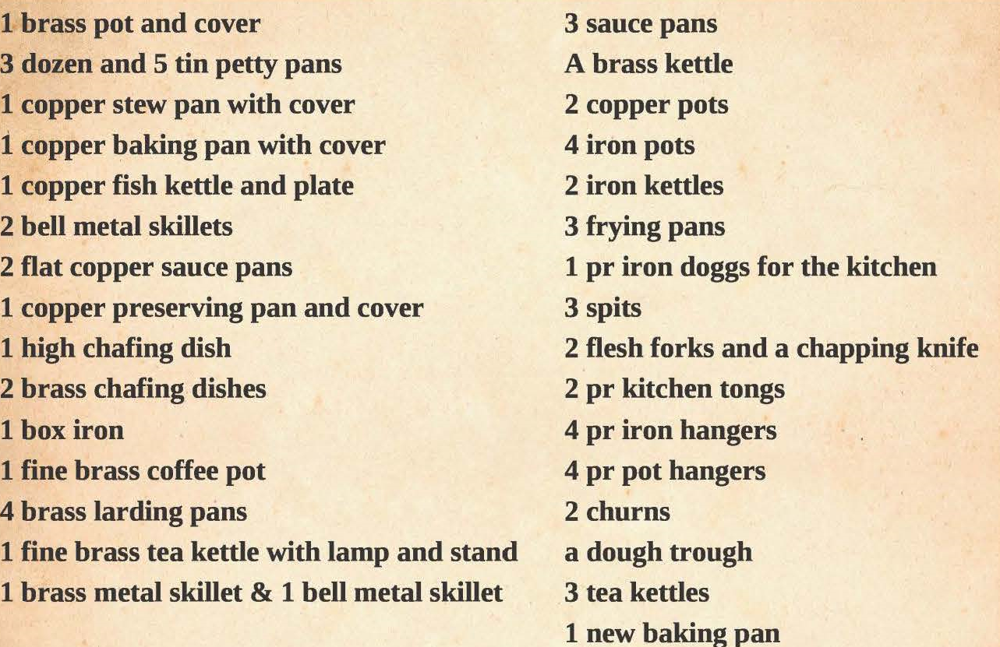 1 brass pot and cover
3 dozen and 5 tin petty pans
1 copper stew pan with cover
1 copper baking pan with cover
1 copper fish kettle and plate
2 bell metal skillets
2 flat copper sauce pans
1 copper preserving pan and cover
1 high chafing dish
2 brass chafing dishes
1 box iron
1 fine brass coffee pot
4 brass larding pans
1 fine brass tea kettle with lamp and stand
1 brass metal skillet & 1 bell metal skillet
3 sauce pans
A brass kettle
2 copper pots
4 iron pots
2 iron kettles
3 frying pans
1 pr iron doggs for the kitchen
3 spits
2 flesh forks and a chapping knife
2 pr kitchen tongs
4 pr iron hangers
4 pr pot hangers
2 churns
a dough trough
3 tea kettles
1 new baking pan